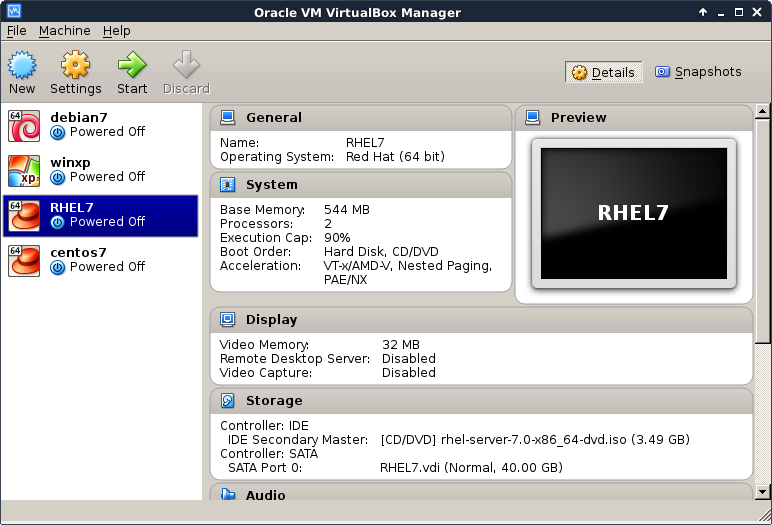 Oracle VM VirtualBox Manager
File Machine Help
New Settings Start Discard Details Snapshots
64 debian7
Powered Off
xp winxp
Powered Off
64 RHEL7
Powered Off
64 centos7
Powered Off
General
Name: RHEL7
Operating System: Red Hat (64 bit)
System
Base Memory: 544 MB
Processors: 2
Execution Cap: 90%
Boot Order: Hard Disk, CD/DVD
Acceleration: VT-x/AMD-V, Nested Paging,
PAE/NX
Preview
RHEL7
Display
Video Memory: 32 MB
Remote Desktop Server: Disabled
Video Capture: Disabled
Storage
Controller: IDE
IDE Secondary Master: [CD/DVD] rhel-server-7.0-x86_64-dvd.iso (3.49 GB)
Controller: SATA
SATA Port 0: RHEL7.vdi (Normal, 40.00 GB)
Audio